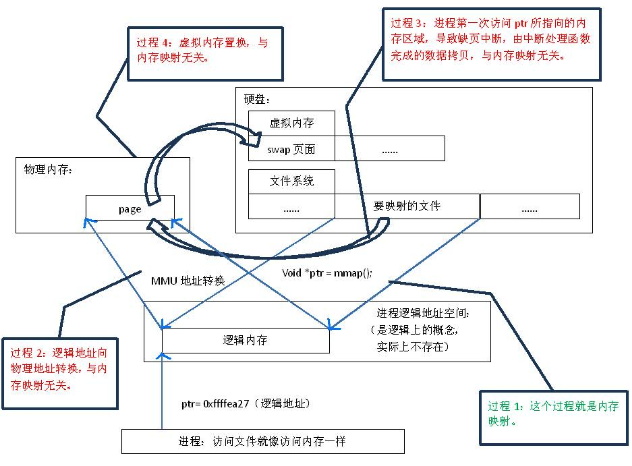 过程 4：虚拟内存置换，与
内存映射无关。
过程 3：进程第一次访问 ptr 所指向的内
存区域，导致缺页中断，由中断处理函数
完成的数据拷贝，与内存映射无关。
硬盘：
虚拟内存
swap 页面
......
文件系统
......
要映射的文件
......
物理内存：
page
MMU 地址转换
Void *ptr = mmap();
进程逻辑地址空间；
（是逻辑上的概念，
实际上不存在）
逻辑内存
过程 2：逻辑地址向
物理地址转换，与内
存映射无关。
ptr= 0xffffea27（逻辑地址）
过程 1：这个过程就是内存
映射。
进程：访问文件就像访问内存一样